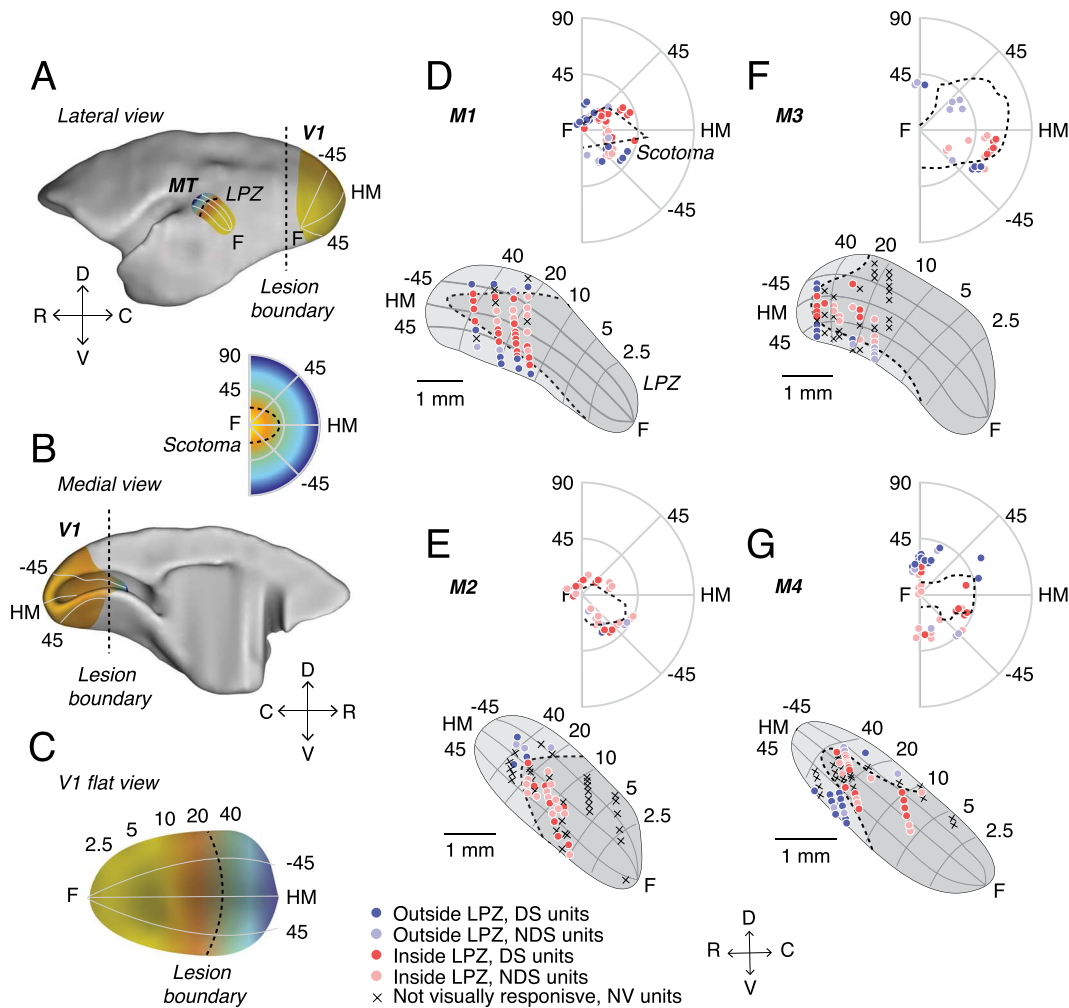 A
Lateral view
V1
-45
HM
MT
LPZ
F
F
45
D
R
C
V
Lesion
boundary
90
45
45
F
HM
Scotoma
-45
B
Medial view
V1
-45
HM
45
Lesion
boundary
D
C
R
V
C
V1 flat view
2.5
5
10
20
40
-45
F
HM
45
Lesion
boundary
D
M1
90
45
45
F
HM
Scotoma
-45
-45
HM
45
40
20
10
5
2.5
LPZ
F
1 mm
F
M3
90
45
45
F
HM
-45
-45
HM
45
40
20
10
5
2.5
F
1 mm
E
M2
90
45
45
F
HM
-45
-45
HM
45
40
20
10
5
2.5
F
1 mm
G
M4
90
45
45
F
HM
-45
-45
HM
45
40
20
10
5
2.5
F
1 mm
Outside LPZ, DS units
Outside LPZ, NDS units
Inside LPZ, DS units
Inside LPZ, NDS units
Not visually responisve, NV units
D
R
C
V